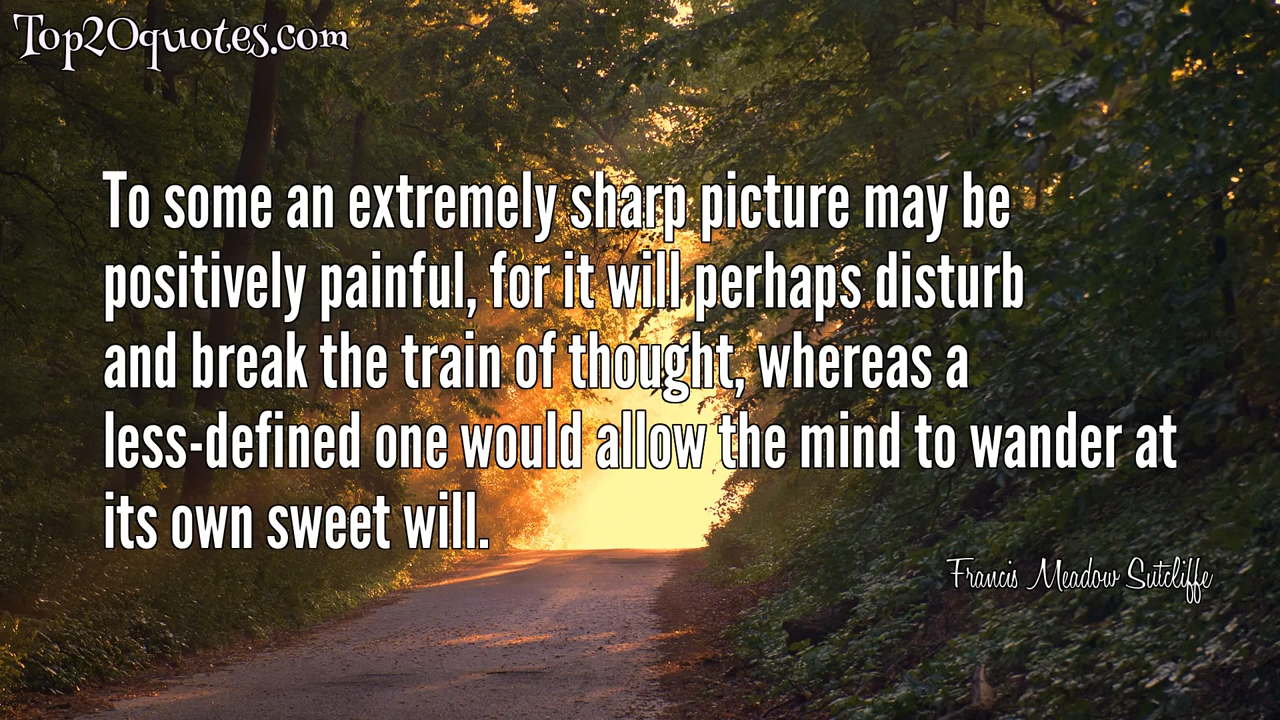 Top20quotes.com
To some an extremely sharp picture may be
positively painful, for it will perhaps disturb
and break the train of thought, whereas a
less-defined one would allow the mind to wander at
its own sweet will.
Francis Meadow Sutcliffe